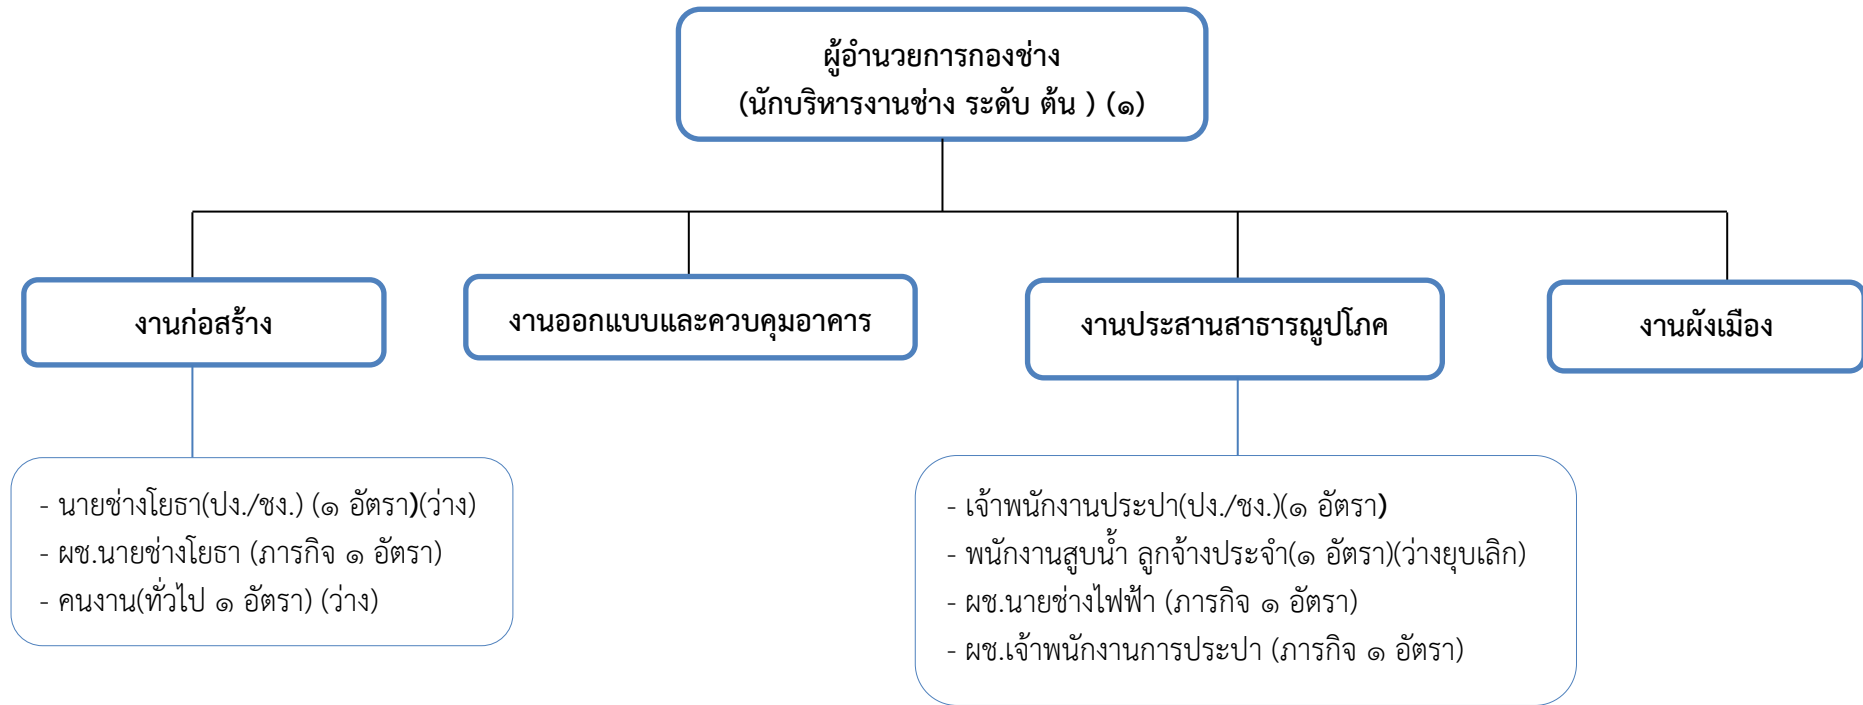 ผู้อำนวยการกองช่าง
(นักบริหารงานช่าง ระดับ ต้น ) (๑)
งานก่อสร้าง
งานออกแบบและควบคุมอาคาร
งานประสานสาธารณูปโภค
งานผังเมือง
- นายช่างโยธา(ปง./ชง.) (๑ อัตรา)(ว่าง)
- ผช.นายช่างโยธา (ภารกิจ ๑ อัตรา)
- คนงาน(ทั่วไป ๑ อัตรา) (ว่าง)
- เจ้าพนักงานประปา(ปง./ชง.)(๑ อัตรา)
- พนักงานสูบน้ำ ลูกจ้างประจำ(๑ อัตรา)(ว่างยุบเลิก)
- ผช.นายช่างไฟฟ้า (ภารกิจ ๑ อัตรา)
- ผช.เจ้าพนักงานการประปา (ภารกิจ ๑ อัตรา)